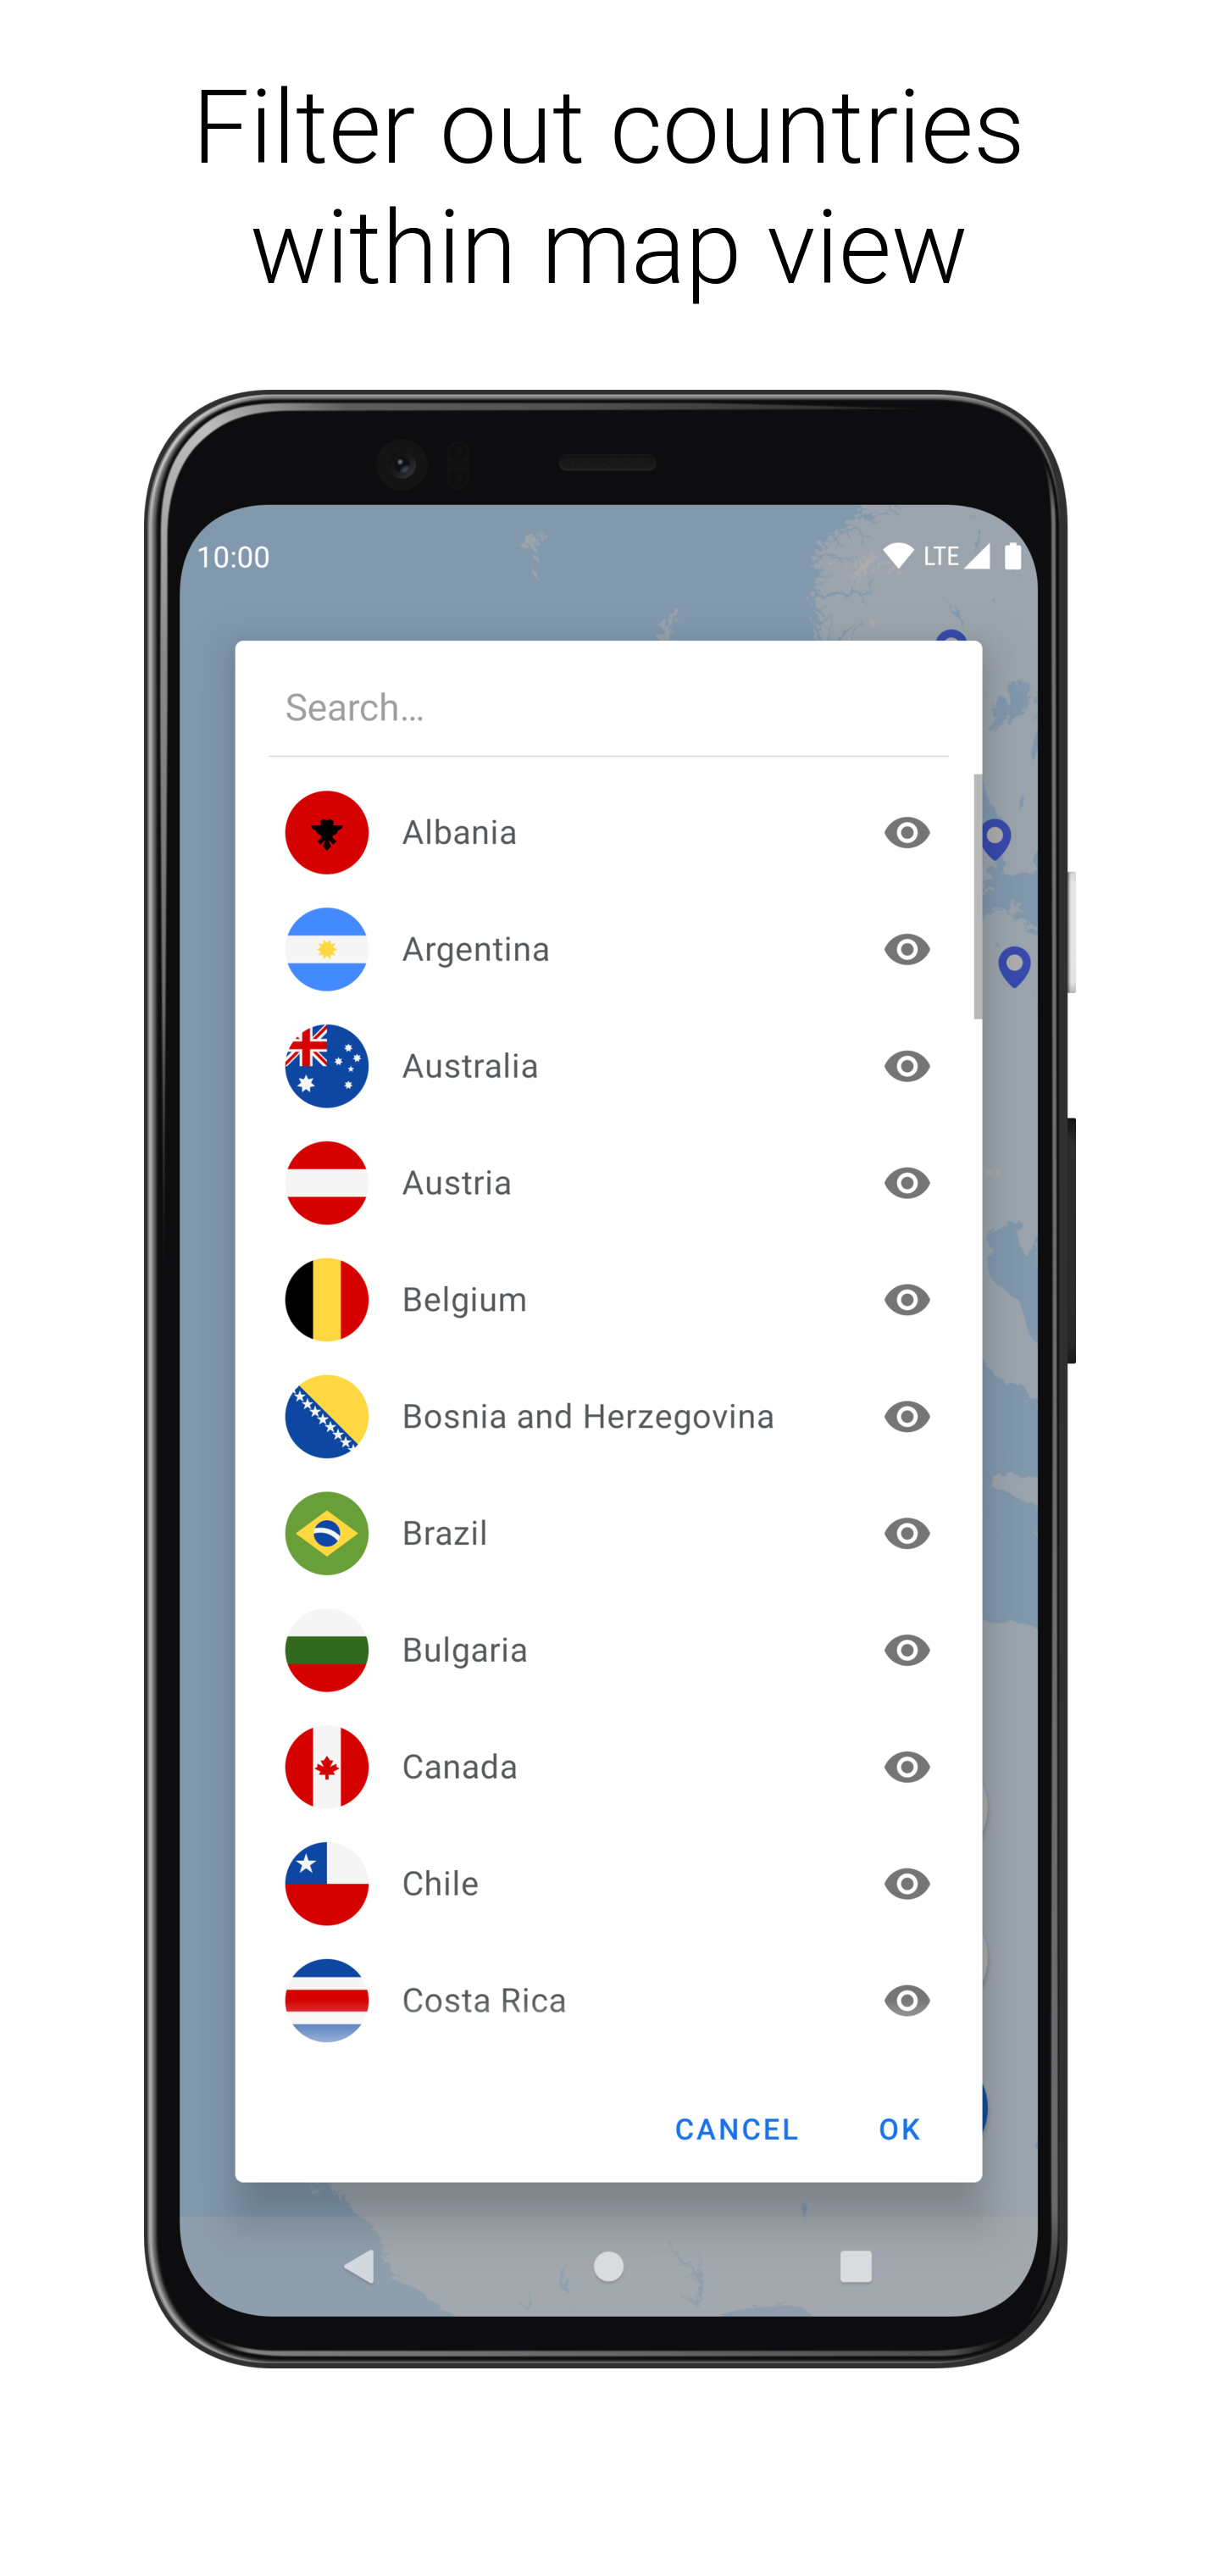 Filter out countries
within map view
10:00
LTE
Search...
Albania
Argentina
Australia
Austria
Belgium
Bosnia and Herzegovina
Brazil
Bulgaria
Canada
Chile
Costa Rica
CANCEL OK